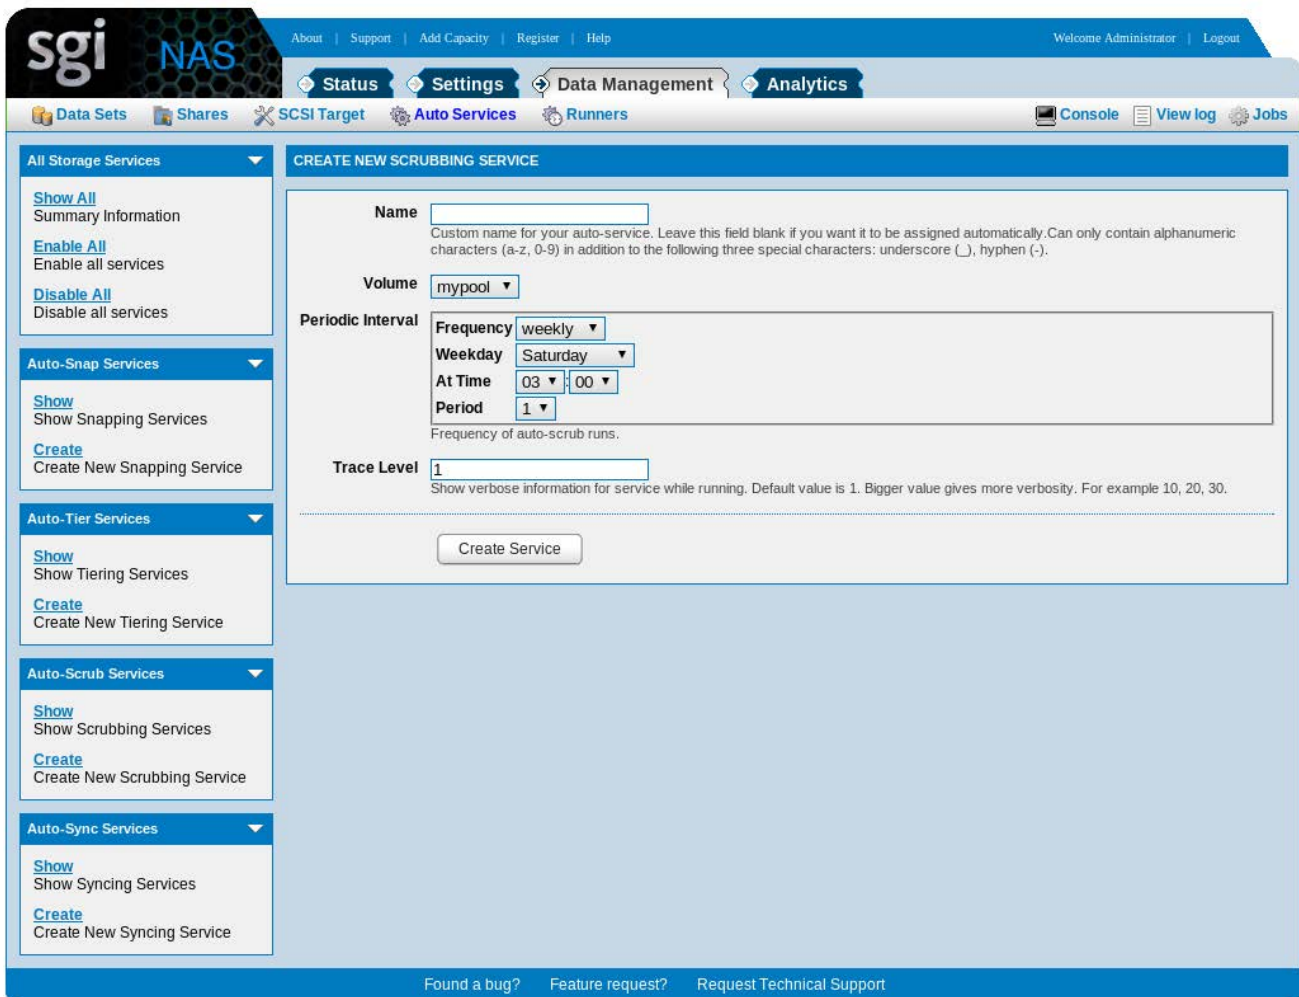 sgi NAS
About | Support | Add Capacity | Register | Help
Welcome Administrator | Logout
Status Settings Data Management Analytics
Data Sets Shares SCSI Target Auto Services Runners
Console View log Jobs
All Storage Services
Show All
Summary Information
Enable All
Enable all services
Disable All
Disable all services
Auto-Snap Services
Show
Show Snapping Services
Create
Create New Snapping Service
Auto-Tier Services
Show
Show Tiering Services
Create
Create New Tiering Service
Auto-Scrub Services
Show
Show Scrubbing Services
Create
Create New Scrubbing Service
Auto-Sync Services
Show
Show Syncing Services
Create
Create New Syncing Service
CREATE NEW SCRUBBING SERVICE
Name
Custom name for your auto-service. Leave this field blank if you want it to be assigned automatically.Can only contain alphanumeric
characters (a-z, 0-9) in addition to the following three special characters: underscore (_), hyphen (-).
Volume mypool
Periodic Interval
Frequency weekly
Weekday Saturday
At Time 03 : 00
Period 1
Frequency of auto-scrub runs.
Trace Level 1
Show verbose information for service while running. Default value is 1. Bigger value gives more verbosity. For example 10, 20, 30.
Create Service
Found a bug? Feature request? Request Technical Support